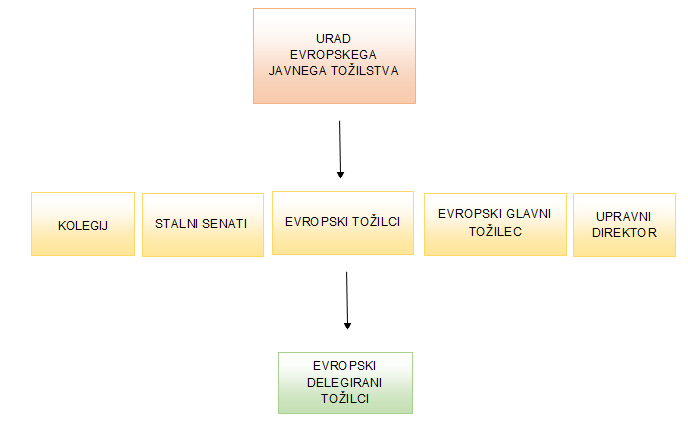 URAD
EVROPSKEGA
JAVNEGA TOŽILSTVA
KOLEGIJ
STALNI SENATI
EVROPSKI TOŽILCI
EVROPSKI GLAVNI
TOŽILEC
UPRAVNI
DIREKTOR
EVROPSKI
DELEGIRANI
TOŽILCI